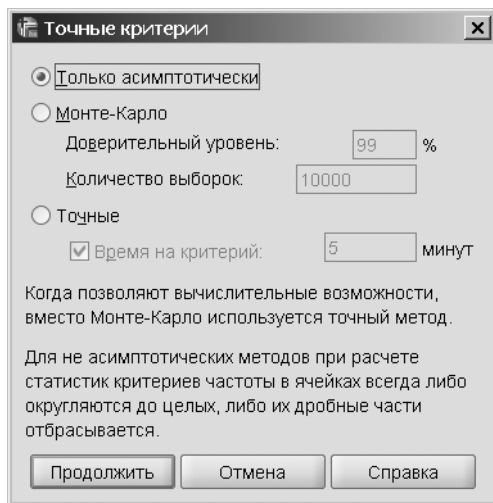 Точные критерии
Только асимптотически
Монте-Карло
Доверительный уровень: 99 %
Количество выборок: 10000
Точные
Время на критерий: 5 минут
Когда позволяют вычислительные возможности,
вместо Монте-Карло используется точный метод.
Для не асимптотических методов при расчете
статистик критериев частоты в ячейках всегда либо
округляются до целых, либо их дробные части
отбрасывается.
Продолжить Отмена Справка